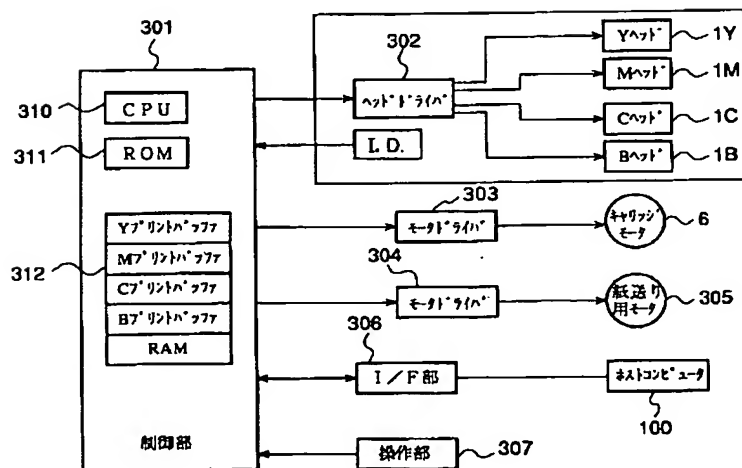 301
310
CPU
311
ROM
312
Yプリントバッファ
Mプリントバッファ
Cプリントバッファ
Bプリントバッファ
RAM
制御部
302
ヘッドドライバ
I.D.
Yヘッド
1Y
Mヘッド
1M
Cヘッド
1C
Bヘッド
1B
303
モータドライバ
キャリッジ
モータ
6
304
モータドライバ
紙送り
用モータ
305
306
I/F部
ホストコンピュータ
100
操作部
307